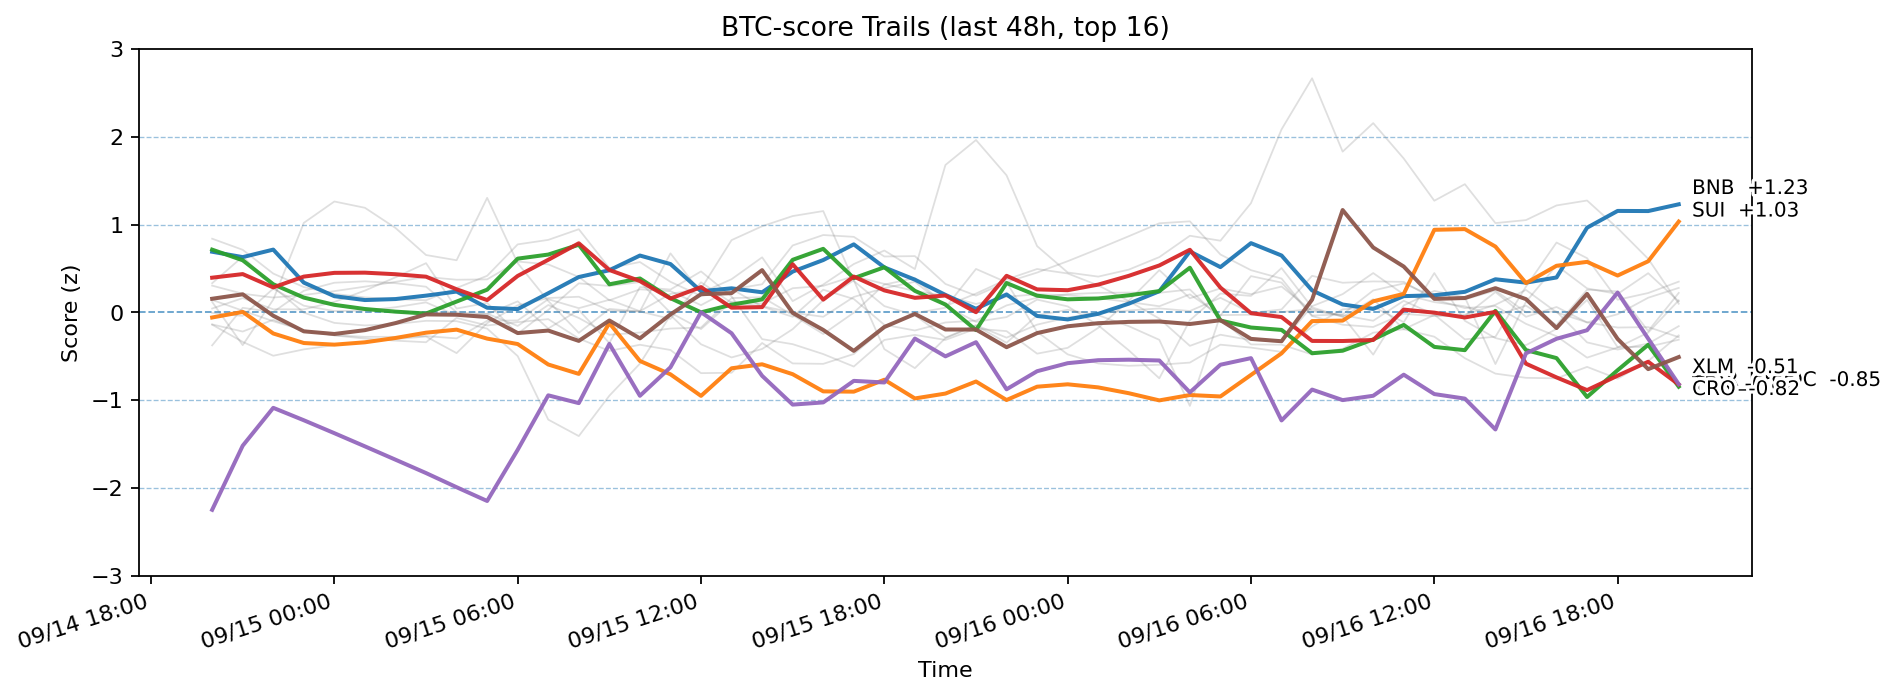 BTC-score Trails (last 48h, top 16)
Score (z)
3
2
1
0
−1
−2
−3
BNB +1.23
SUI +1.03
XLM -0.51
-0.85
CRO -0.82
09/14 18:00
09/15 00:00
09/15 06:00
09/15 12:00
09/15 18:00
09/16 00:00
09/16 06:00
09/16 12:00
09/16 18:00
Time